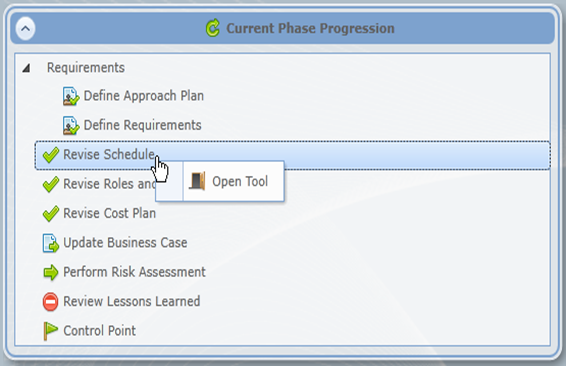 Current Phase Progression
Requirements
Define Approach Plan
Define Requirements
Revise Schedule
Open Tool
Revise Roles and
Revise Cost Plan
Update Business Case
Perform Risk Assessment
Review Lessons Learned
Control Point